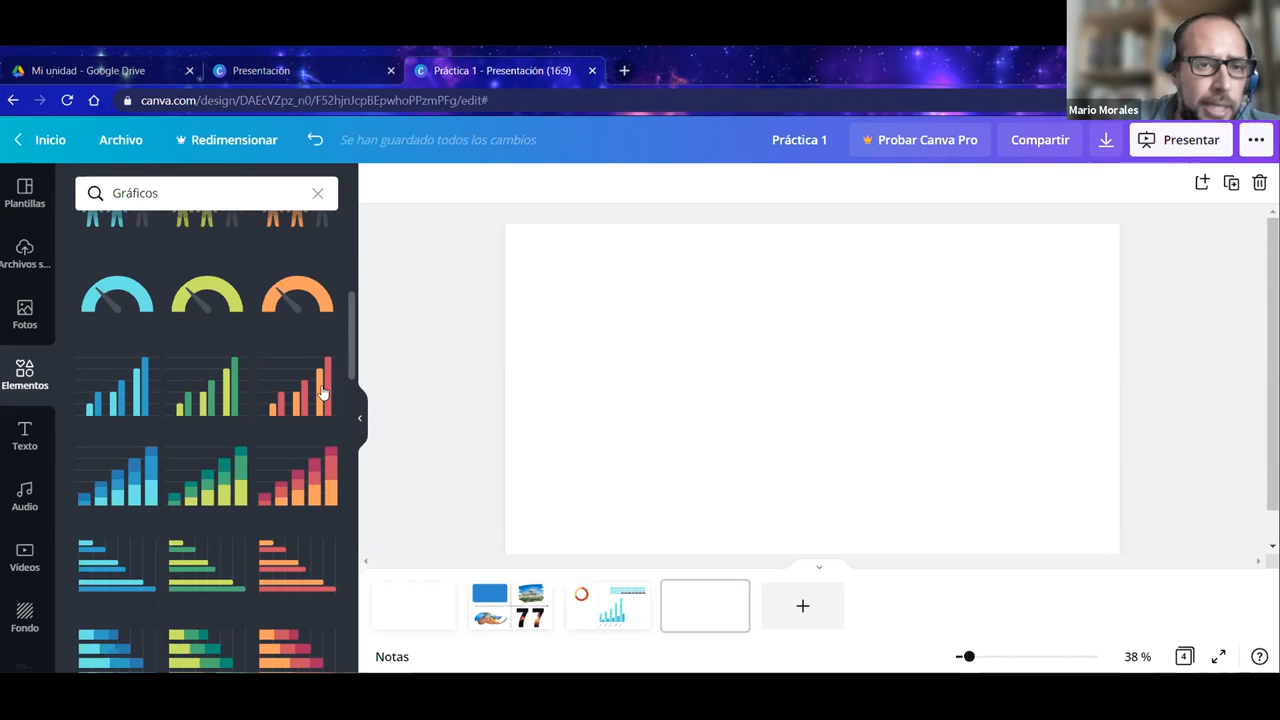 Mi unidad - Google Drive
Presentación
Práctica 1 - Presentación (16:9)
canva.com/design/DAEcVZpz_n0/F52hjnJcpBEpwhoPPzmPFg/edit#
Mario Morales
Inicio
Archivo
Redimensionar
Se han guardado todos los cambios
Práctica 1
Probar Canva Pro
Compartir
Presentar
Plantillas
Archivos s...
Fotos
Elementos
Texto
Audio
Vídeos
Fondo
Gráficos
77
Notas
38 %
4